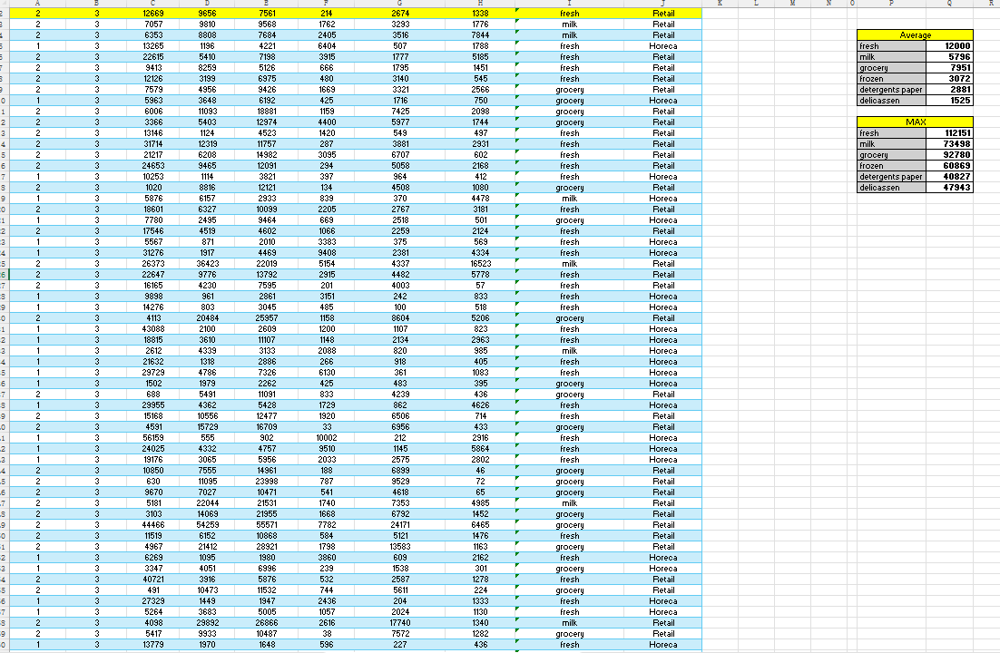 A B C D E F G H I J K L M N O P Q R
2 3 12669 9656 7561 214 2674 1338 fresh Retail
2 3 7057 9810 9568 1762 3293 1776 milk Retail
2 3 6353 8808 7684 2405 3516 7844 milk Retail Average
1 3 13265 1196 4221 6404 507 1788 fresh Horeca fresh 12000
2 3 22615 5410 7198 3915 1777 5185 fresh Retail milk 5796
2 3 9413 8259 5126 666 1795 1451 fresh Retail grocery 7951
2 3 12126 3199 6975 480 3140 545 fresh Retail frozen 3072
2 3 7579 4956 9426 1669 3321 2566 grocery Retail detergents paper 2881
1 3 5963 3648 6192 425 1716 750 grocery Horeca delicassen 1525
2 3 6006 11093 18881 1159 7425 2098 grocery Retail
2 3 3366 5403 12974 4400 5977 1744 grocery Retail MAX
2 3 13146 1124 4523 1420 549 497 fresh Retail fresh 112151
2 3 31714 12319 11757 287 3881 2931 fresh Retail milk 73498
2 3 21217 6208 14982 3095 6707 602 fresh Retail grocery 92780
2 3 24653 9465 12091 294 5058 2168 fresh Retail frozen 60869
1 3 10253 1114 3821 397 964 412 fresh Horeca detergents paper 40827
2 3 1020 8816 12121 134 4508 1080 grocery Retail delicassen 47943
1 3 5876 6157 2933 839 370 4478 milk Horeca
2 3 18601 6327 10099 2205 2767 3181 fresh Retail
1 3 7780 2495 9464 669 2518 501 grocery Horeca
2 3 17546 4519 4602 1066 2259 2124 fresh Retail
1 3 5567 871 2010 3383 375 569 fresh Horeca
1 3 31276 1917 4469 9408 2381 4334 fresh Horeca
2 3 26373 36423 22019 5154 4337 16523 milk Retail
2 3 22647 9776 13792 2915 4482 5778 fresh Retail
2 3 16165 4230 7595 201 4003 57 fresh Retail
1 3 9898 961 2861 3151 242 833 fresh Horeca
1 3 14276 803 3045 485 100 518 fresh Horeca
2 3 4113 20484 25957 1158 8604 5206 grocery Retail
1 3 43088 2100 2609 1200 1107 823 fresh Horeca
1 3 18815 3610 11107 1148 2134 2963 fresh Horeca
1 3 2612 4339 3133 2088 820 985 milk Horeca
1 3 21632 1318 2886 266 918 405 fresh Horeca
1 3 29729 4786 7326 6130 361 1083 fresh Horeca
1 3 1502 1979 2262 425 483 395 grocery Horeca
2 3 688 5491 11091 833 4239 436 grocery Retail
1 3 29955 4362 5428 1729 862 4626 fresh Horeca
2 3 15168 10556 12477 1920 6506 714 fresh Retail
2 3 4591 15729 16709 33 6956 433 grocery Retail
1 3 56159 555 902 10002 212 2916 fresh Horeca
1 3 24025 4332 4757 9510 1145 5864 fresh Horeca
1 3 19176 3065 5956 2033 2575 2802 fresh Horeca
2 3 10850 7555 14961 188 6899 46 grocery Retail
2 3 630 11095 23998 787 9529 72 grocery Retail
2 3 9670 7027 10471 541 4618 65 grocery Retail
2 3 5181 22044 21531 1740 7353 4985 milk Retail
2 3 3103 14069 21955 1668 6792 1452 grocery Retail
2 3 44466 54259 55571 7782 24171 6465 grocery Retail
2 3 11519 6152 10868 584 5121 1476 fresh Retail
2 3 4967 21412 28921 1798 13583 1163 grocery Retail
1 3 6269 1095 1980 3860 609 2162 fresh Horeca
1 3 3347 4051 6996 239 1538 301 grocery Horeca
2 3 40721 3916 5876 532 2587 1278 fresh Retail
2 3 491 10473 11532 744 5611 224 grocery Retail
1 3 27329 1449 1947 2436 204 1333 fresh Horeca
1 3 5264 3683 5005 1057 2024 1130 fresh Horeca
2 3 4098 29892 26866 2616 17740 1340 milk Retail
2 3 5417 9933 10487 38 7572 1282 grocery Retail
1 3 13779 1970 1648 596 227 436 fresh Horeca